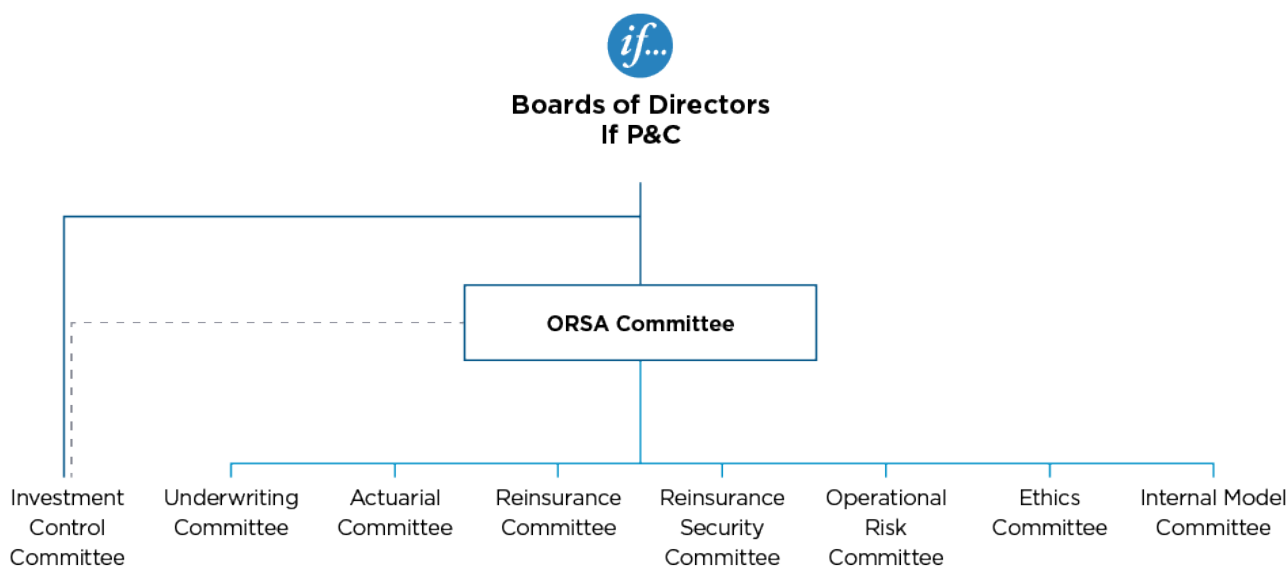 if...
Boards of Directors
If P&C
ORSA Committee
Investment
Control
Committee
Underwriting
Committee
Actuarial
Committee
Reinsurance
Committee
Reinsurance
Security
Committee
Operational
Risk
Committee
Ethics
Committee
Internal Model
Committee